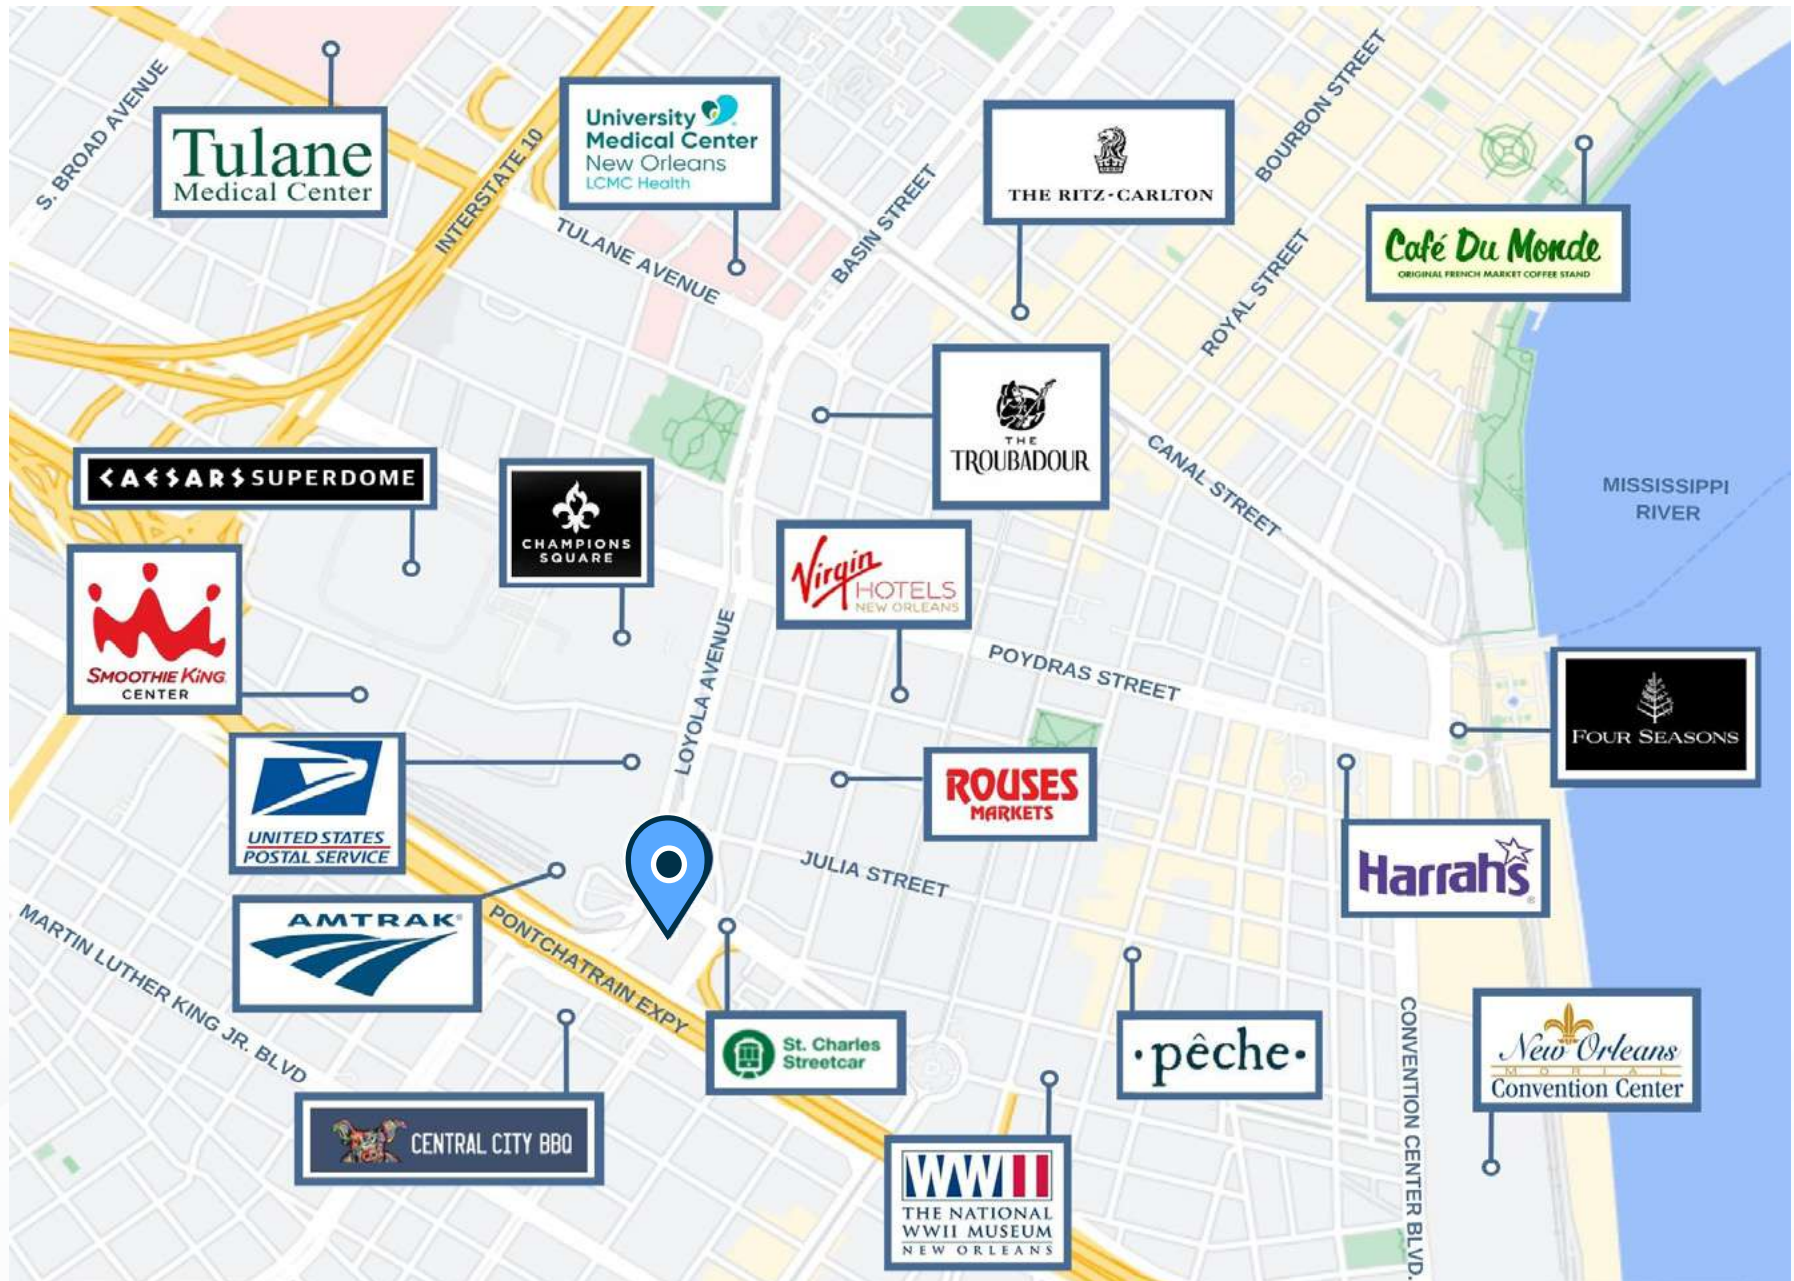 S. BROAD AVENUE
Tulane
Medical Center
INTERSTATE 10
University
Medical Center
New Orleans
LCMC Health
TULANE AVENUE
BASIN STREET
THE RITZ-CARLTON
BOURBON STREET
ROYAL STREET
Café Du Monde
ORIGINAL FRENCH MARKET COFFEE STAND
THE
TROUBADOUR
CANAL STREET
MISSISSIPPI
RIVER
CAESARS SUPERDOME
CHAMPIONS
SQUARE
Virgin
HOTELS
NEW ORLEANS
SMOOTHIE KING
CENTER
LOYOLA AVENUE
POYDRAS STREET
FOUR SEASONS
UNITED STATES
POSTAL SERVICE
ROUSES
MARKETS
Harrah's
JULIA STREET
AMTRAK
PONTCHATRAIN EXPY
MARTIN LUTHER KING JR. BLVD
St. Charles
Streetcar
·pêche·
CONVENTION CENTER BLVD.
New Orleans
MORIAL
Convention Center
CENTRAL CITY BBQ
WWII
THE NATIONAL
WWII MUSEUM
NEW ORLEANS